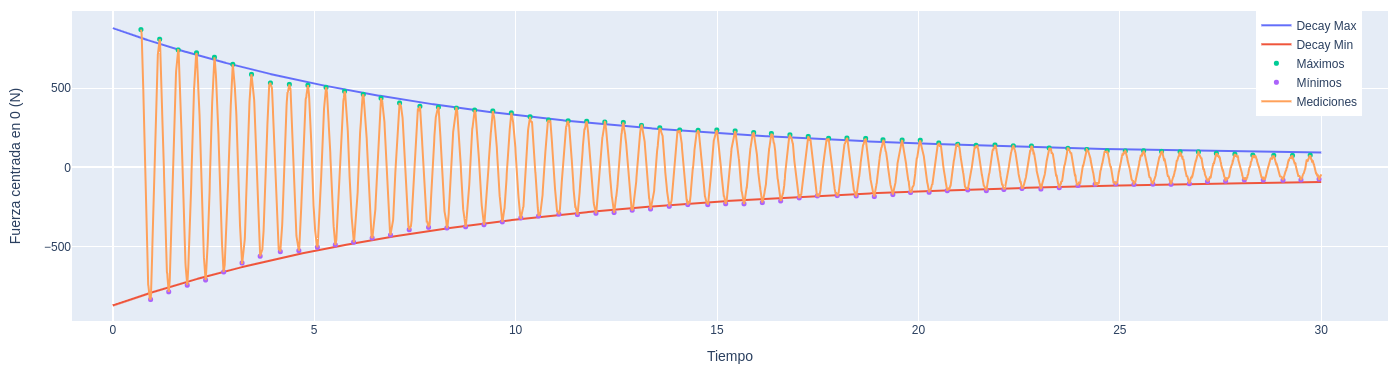 Decay Max
Decay Min
Máximos
Mínimos
Mediciones
Fuerza centrada en 0 (N)
500
0
−500
0
5
10
15
20
25
30
Tiempo